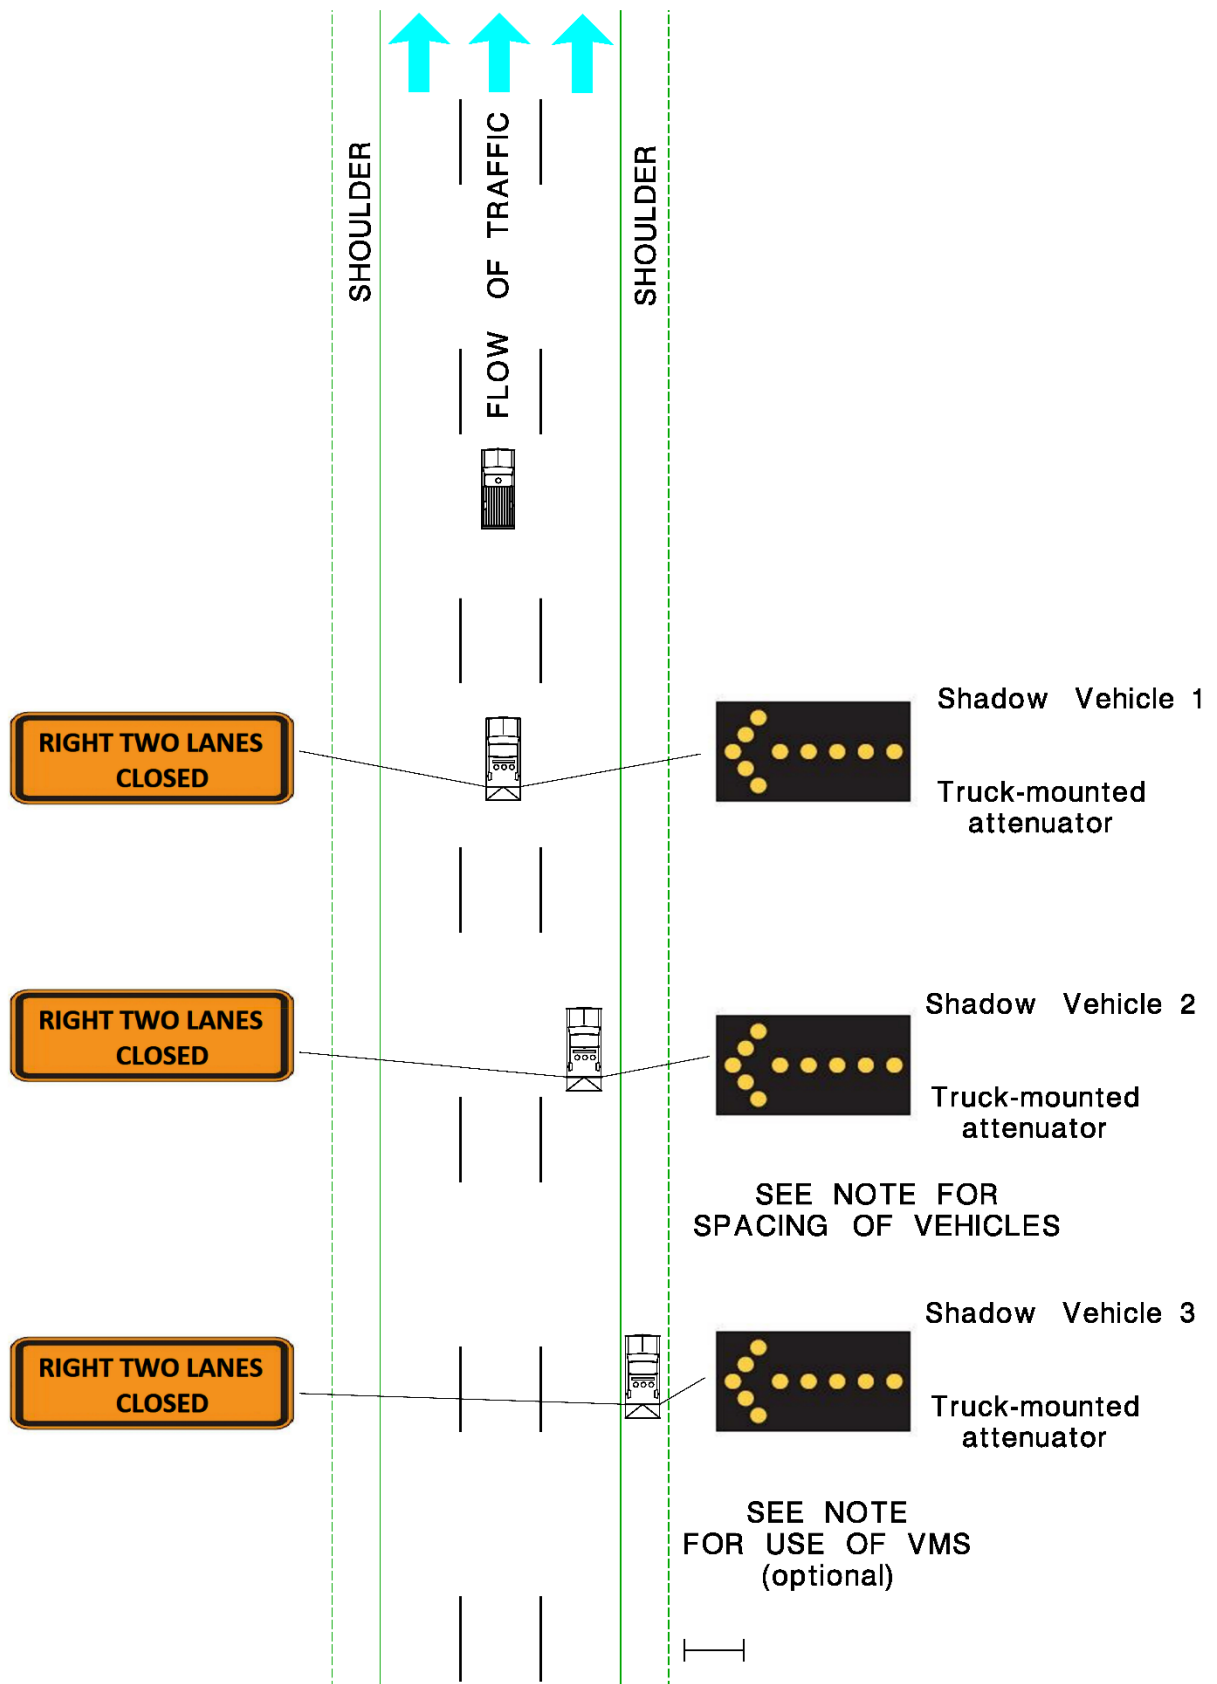 SHOULDER
FLOW OF TRAFFIC
SHOULDER
RIGHT TWO LANES
CLOSED
Shadow Vehicle 1
Truck-mounted
attenuator
RIGHT TWO LANES
CLOSED
Shadow Vehicle 2
Truck-mounted
attenuator
SEE NOTE FOR
SPACING OF VEHICLES
RIGHT TWO LANES
CLOSED
Shadow Vehicle 3
Truck-mounted
attenuator
SEE NOTE
FOR USE OF VMS
(optional)